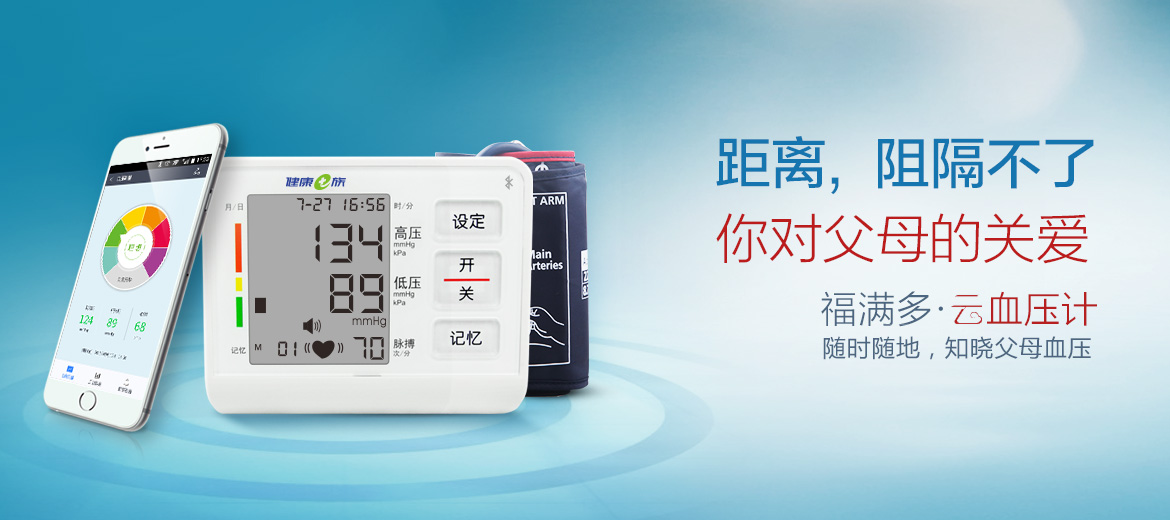 距离，阻隔不了
你对父母的关爱
福满多·云血压计
随时随地，知晓父母血压
健康e族
月/日
7-27 16:56
时/分
134
高压
mmHg
kPa
89
低压
mmHg
kPa
mmHg
记忆
M
01
70
脉搏
次/分
设定
开
关
记忆
T ARM
Main
rteries
124
89
68